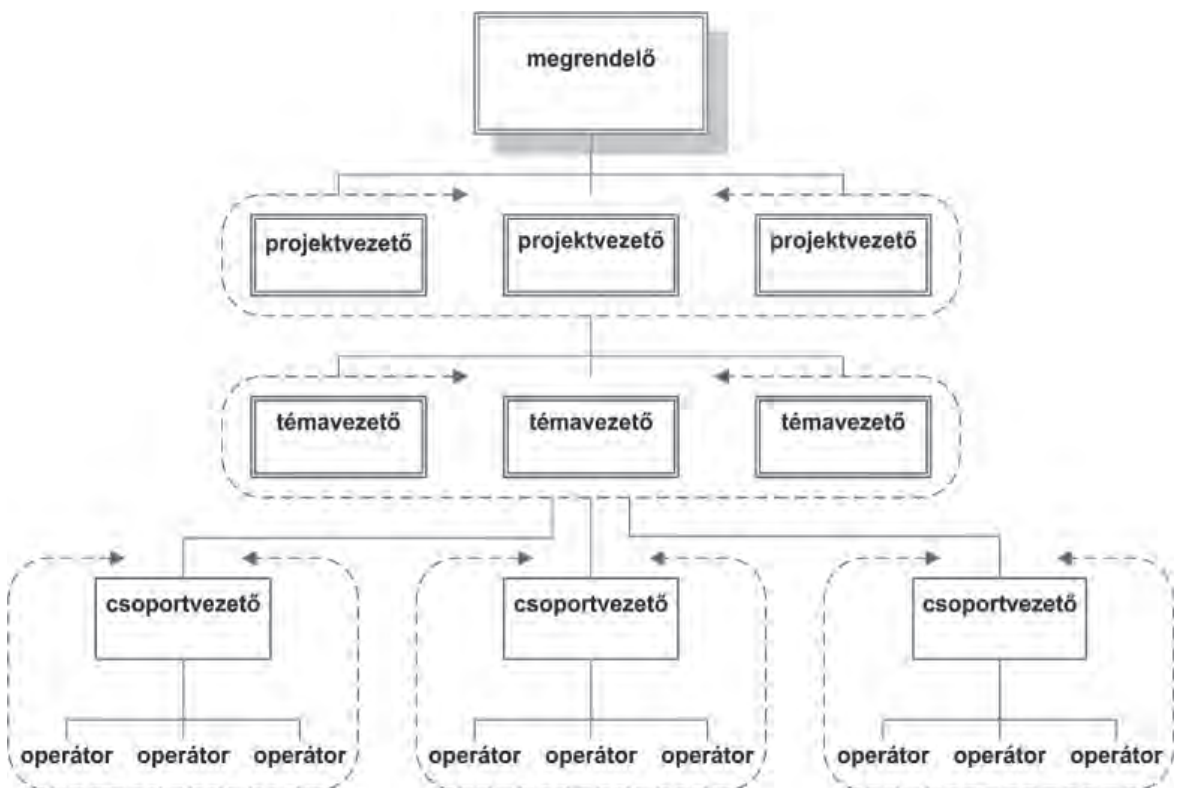 megrendelő
projektvezető projektvezető projektvezető
témavezető témavezető témavezető
csoportvezető csoportvezető csoportvezető
operátor operátor operátor operátor operátor operátor operátor operátor operátor